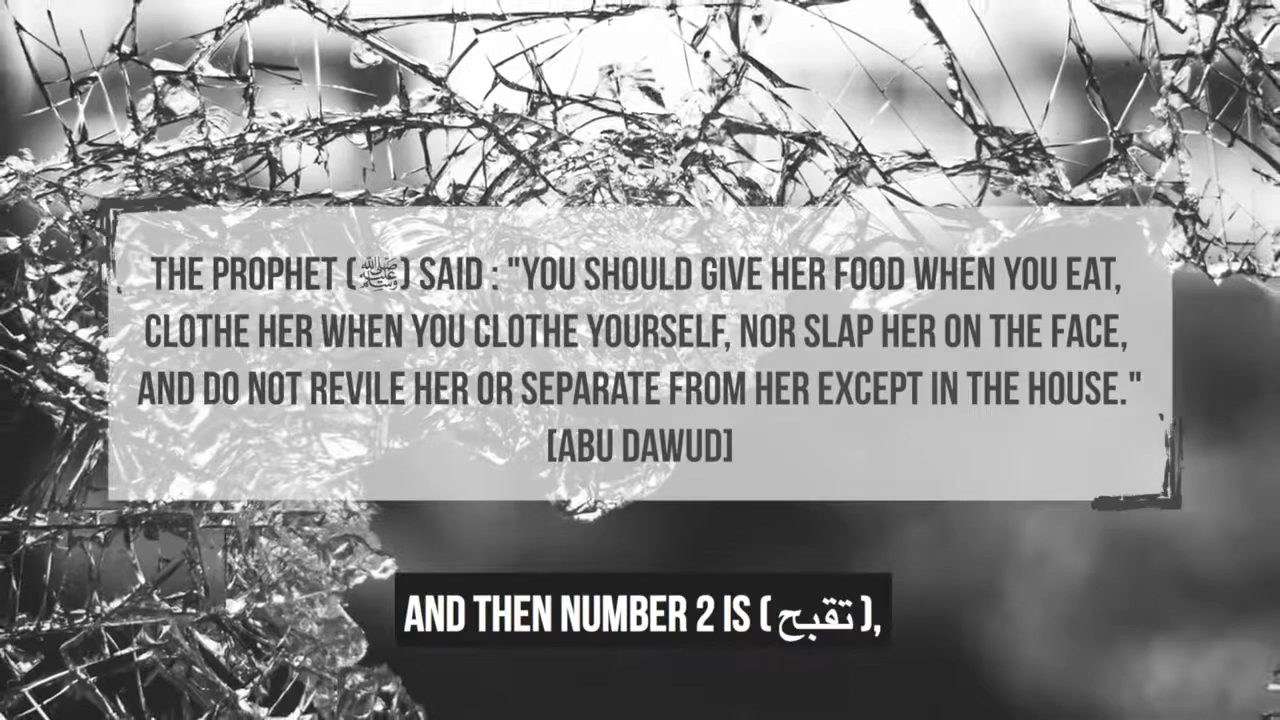 THE PROPHET (ﷺ) SAID : "YOU SHOULD GIVE HER FOOD WHEN YOU EAT,
CLOTHE HER WHEN YOU CLOTHE YOURSELF, NOR SLAP HER ON THE FACE,
AND DO NOT REVILE HER OR SEPARATE FROM HER EXCEPT IN THE HOUSE."
[ABU DAWUD]
AND THEN NUMBER 2 IS ( تقبح ),